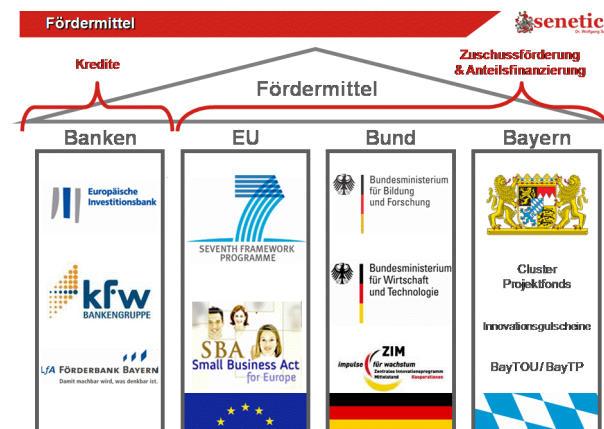 Fördermittel
senetic
Dr. Wolfgang S
Kredite
Zuschussförderung
& Anteilsfinanzierung
Fördermittel
Banken
EU
Bund
Bayern
Europäische
Investitionsbank
kfw
BANKENGRUPPE
LfA FÖRDERBANK BAYERN
Damit machbar wird, was denkbar ist.
7
SEVENTH FRAMEWORK
PROGRAMME
SBA
Small Business Act
for Europe
Bundesministerium
für Bildung
und Forschung
Bundesministerium
für Wirtschaft
und Technologie
ZIM
impulse für wachstum
Zentrales Innovationsprogramm
Mittelstand
Kooperationen
Cluster
Projektfonds
Innovationsgutscheine
BayTOU / BayTP